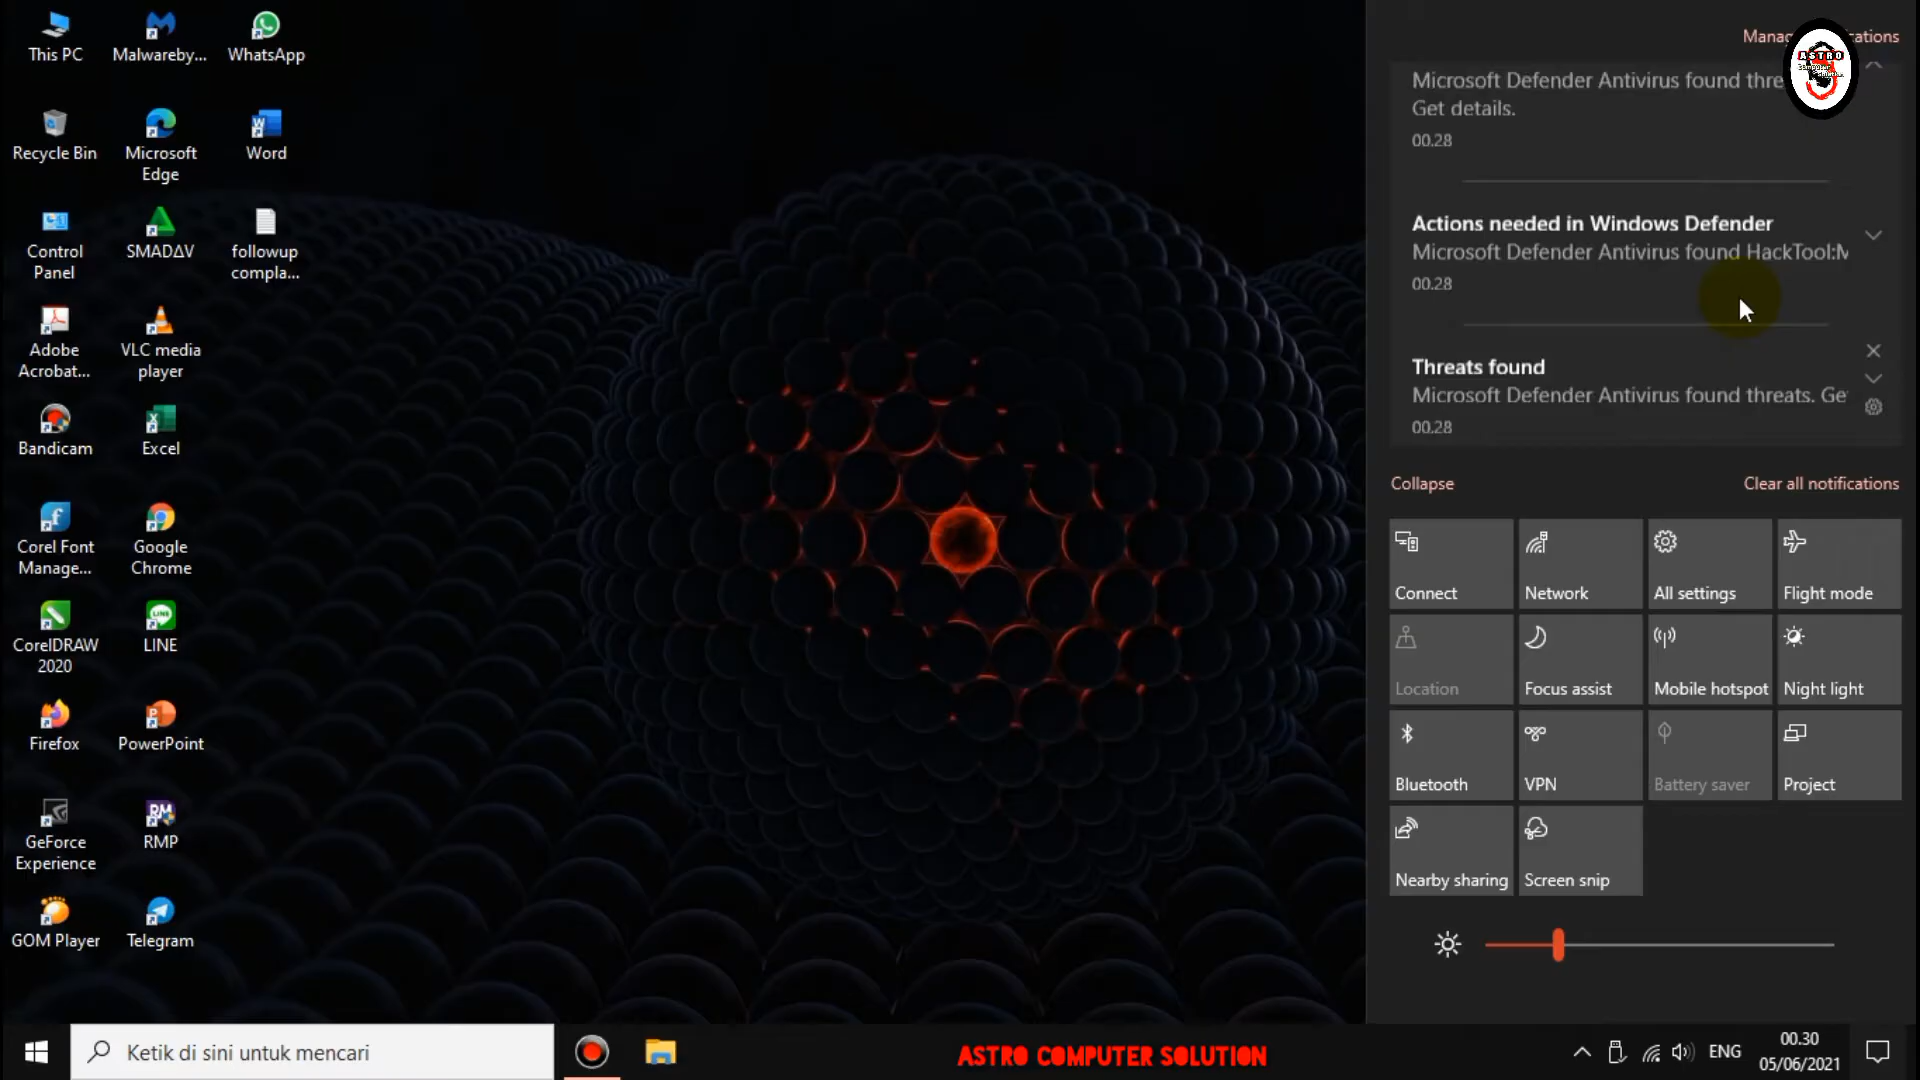 This PC
Malwareby...
WhatsApp
Recycle Bin
Microsoft
Edge
Word
Control
Panel
SMADΔV
followup
compla...
Adobe
Acrobat...
VLC media
player
Bandicam
Excel
Corel Font
Manage...
Google
Chrome
CorelDRAW
2020
LINE
Firefox
PowerPoint
GeForce
Experience
RMP
GOM Player
Telegram
ASTRO
Microsoft Defender Antivirus found
Get details.
00.28
Actions needed in Windows Defender
Microsoft Defender Antivirus found HackTool:
00.28
Threats found
Microsoft Defender Antivirus found threats. Ge
00.28
Collapse
Clear all notifications
Connect
Network
All settings
Flight mode
Location
Focus assist
Mobile hotspot
Night light
Bluetooth
VPN
Battery saver
Project
Nearby sharing
Screen snip
Ketik di sini untuk mencari
ASTRO COMPUTER SOLUTION
ENG
00.30
05/06/2021